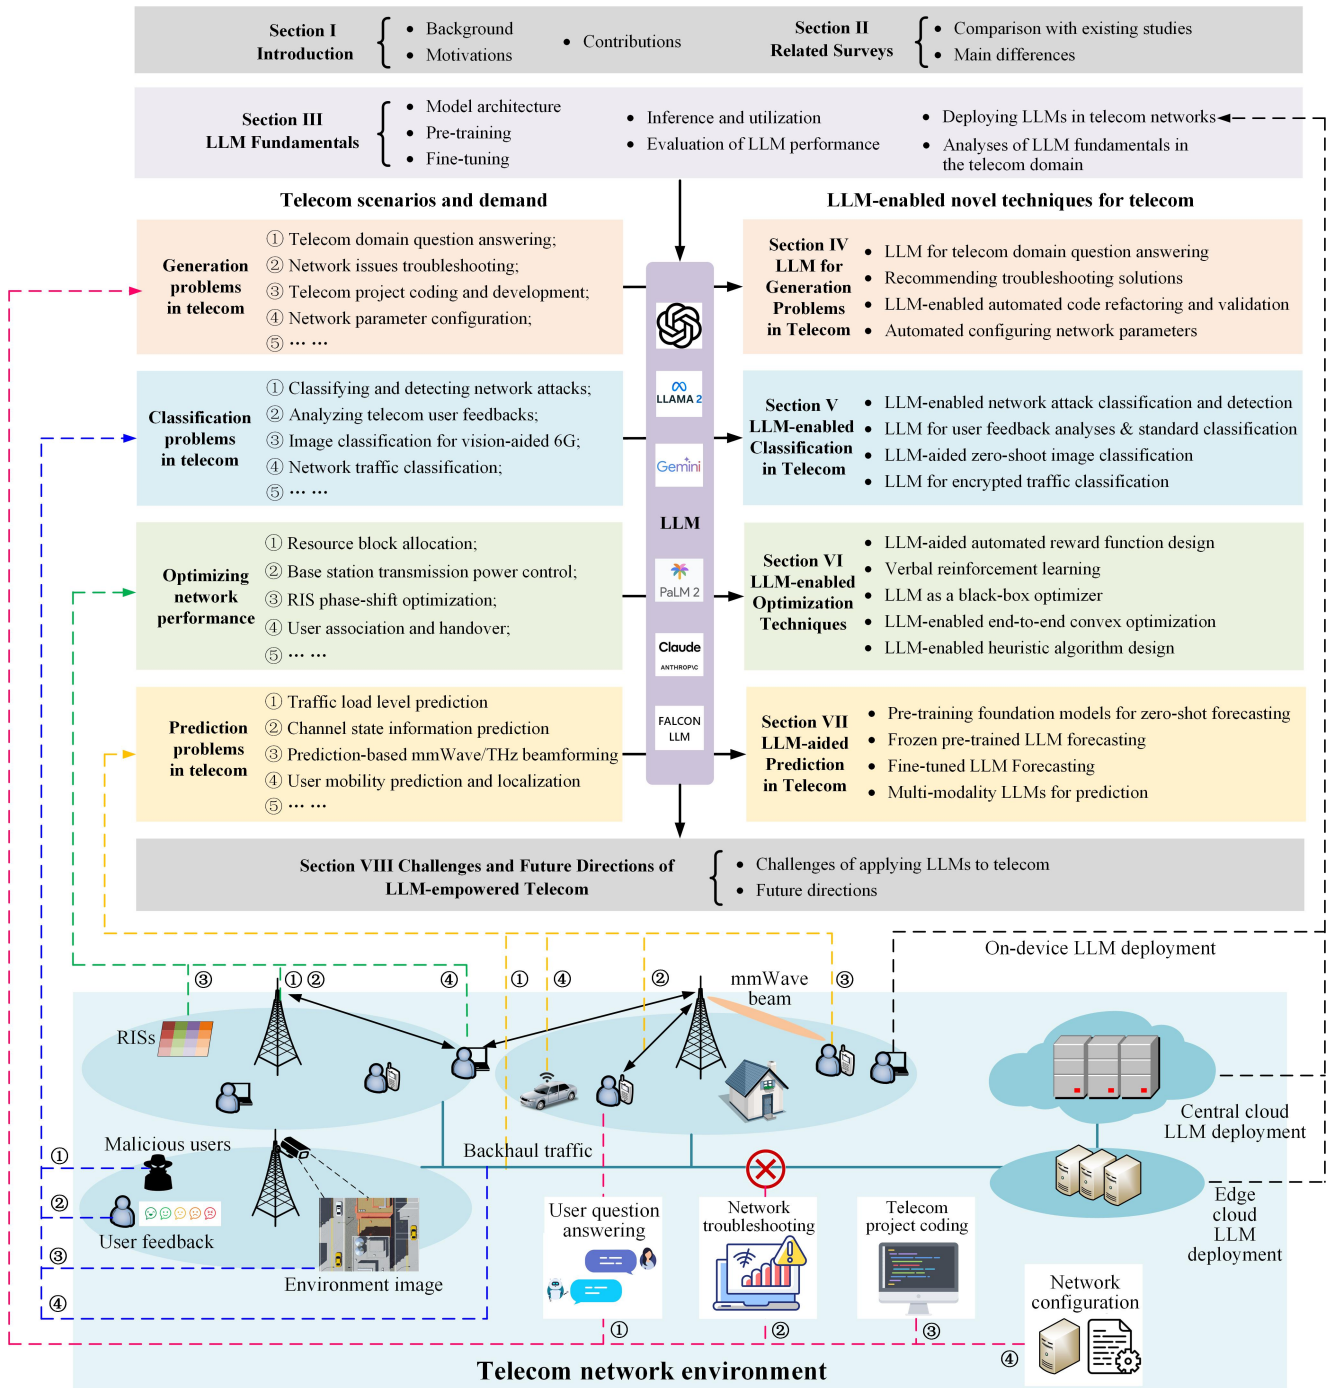 Section I
Introduction
• Background
• Motivations
• Contributions
Section II
Related Surveys
• Comparison with existing studies
• Main differences
Section III
LLM Fundamentals
• Model architecture
• Pre-training
• Fine-tuning
• Inference and utilization
• Evaluation of LLM performance
• Deploying LLMs in telecom networks
• Analyses of LLM fundamentals in
the telecom domain
Telecom scenarios and demand
LLM-enabled novel techniques for telecom
Generation
problems
in telecom
① Telecom domain question answering;
② Network issues troubleshooting;
③ Telecom project coding and development;
④ Network parameter configuration;
⑤ ··· ···
Section IV
LLM for
Generation
Problems
in Telecom
• LLM for telecom domain question answering
• Recommending troubleshooting solutions
• LLM-enabled automated code refactoring and validation
• Automated configuring network parameters
Classification
problems
in telecom
① Classifying and detecting network attacks;
② Analyzing telecom user feedbacks;
③ Image classification for vision-aided 6G;
④ Network traffic classification;
⑤ ··· ···
Section V
LLM-enabled
Classification
in Telecom
• LLM-enabled network attack classification and detection
• LLM for user feedback analyses & standard classification
• LLM-aided zero-shoot image classification
• LLM for encrypted traffic classification
LLAMA 2
Gemini
LLM
PaLM 2
Claude
ANTHROP\C
FALCON
LLM
Optimizing
network
performance
① Resource block allocation;
② Base station transmission power control;
③ RIS phase-shift optimization;
④ User association and handover;
⑤ ··· ···
Section VI
LLM-enabled
Optimization
Techniques
• LLM-aided automated reward function design
• Verbal reinforcement learning
• LLM as a black-box optimizer
• LLM-enabled end-to-end convex optimization
• LLM-enabled heuristic algorithm design
Prediction
problems
in telecom
① Traffic load level prediction
② Channel state information prediction
③ Prediction-based mmWave/THz beamforming
④ User mobility prediction and localization
⑤ ··· ···
Section VII
LLM-aided
Prediction
in Telecom
• Pre-training foundation models for zero-shot forecasting
• Frozen pre-trained LLM forecasting
• Fine-tuned LLM Forecasting
• Multi-modality LLMs for prediction
Section VIII Challenges and Future Directions of
LLM-empowered Telecom
• Challenges of applying LLMs to telecom
• Future directions
On-device LLM deployment
③
① ②
④
①
④
②
③
mmWave
beam
RISs
Central cloud
LLM deployment
Malicious users
Backhaul traffic
①
②
③
④
User feedback
Environment image
User question
answering
Network
troubleshooting
Telecom
project coding
Edge
cloud
LLM
deployment
Network
configuration
①
②
③
④
Telecom network environment